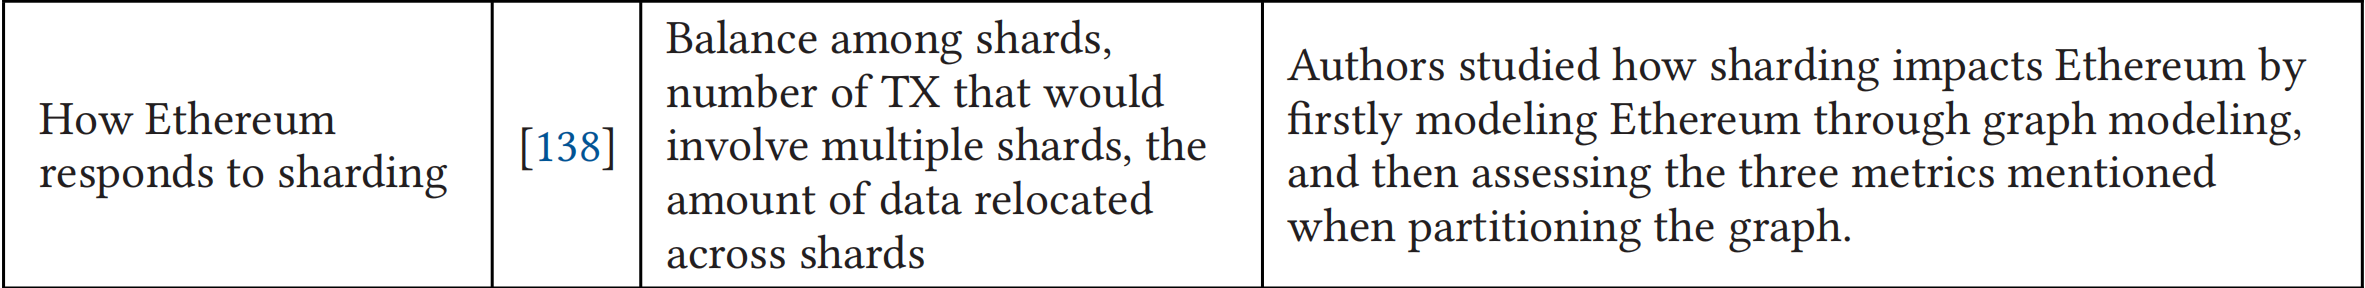 How Ethereum
responds to sharding
[138]
Balance among shards,
number of TX that would
involve multiple shards, the
amount of data relocated
across shards
Authors studied how sharding impacts Ethereum by
firstly modeling Ethereum through graph modeling,
and then assessing the three metrics mentioned
when partitioning the graph.